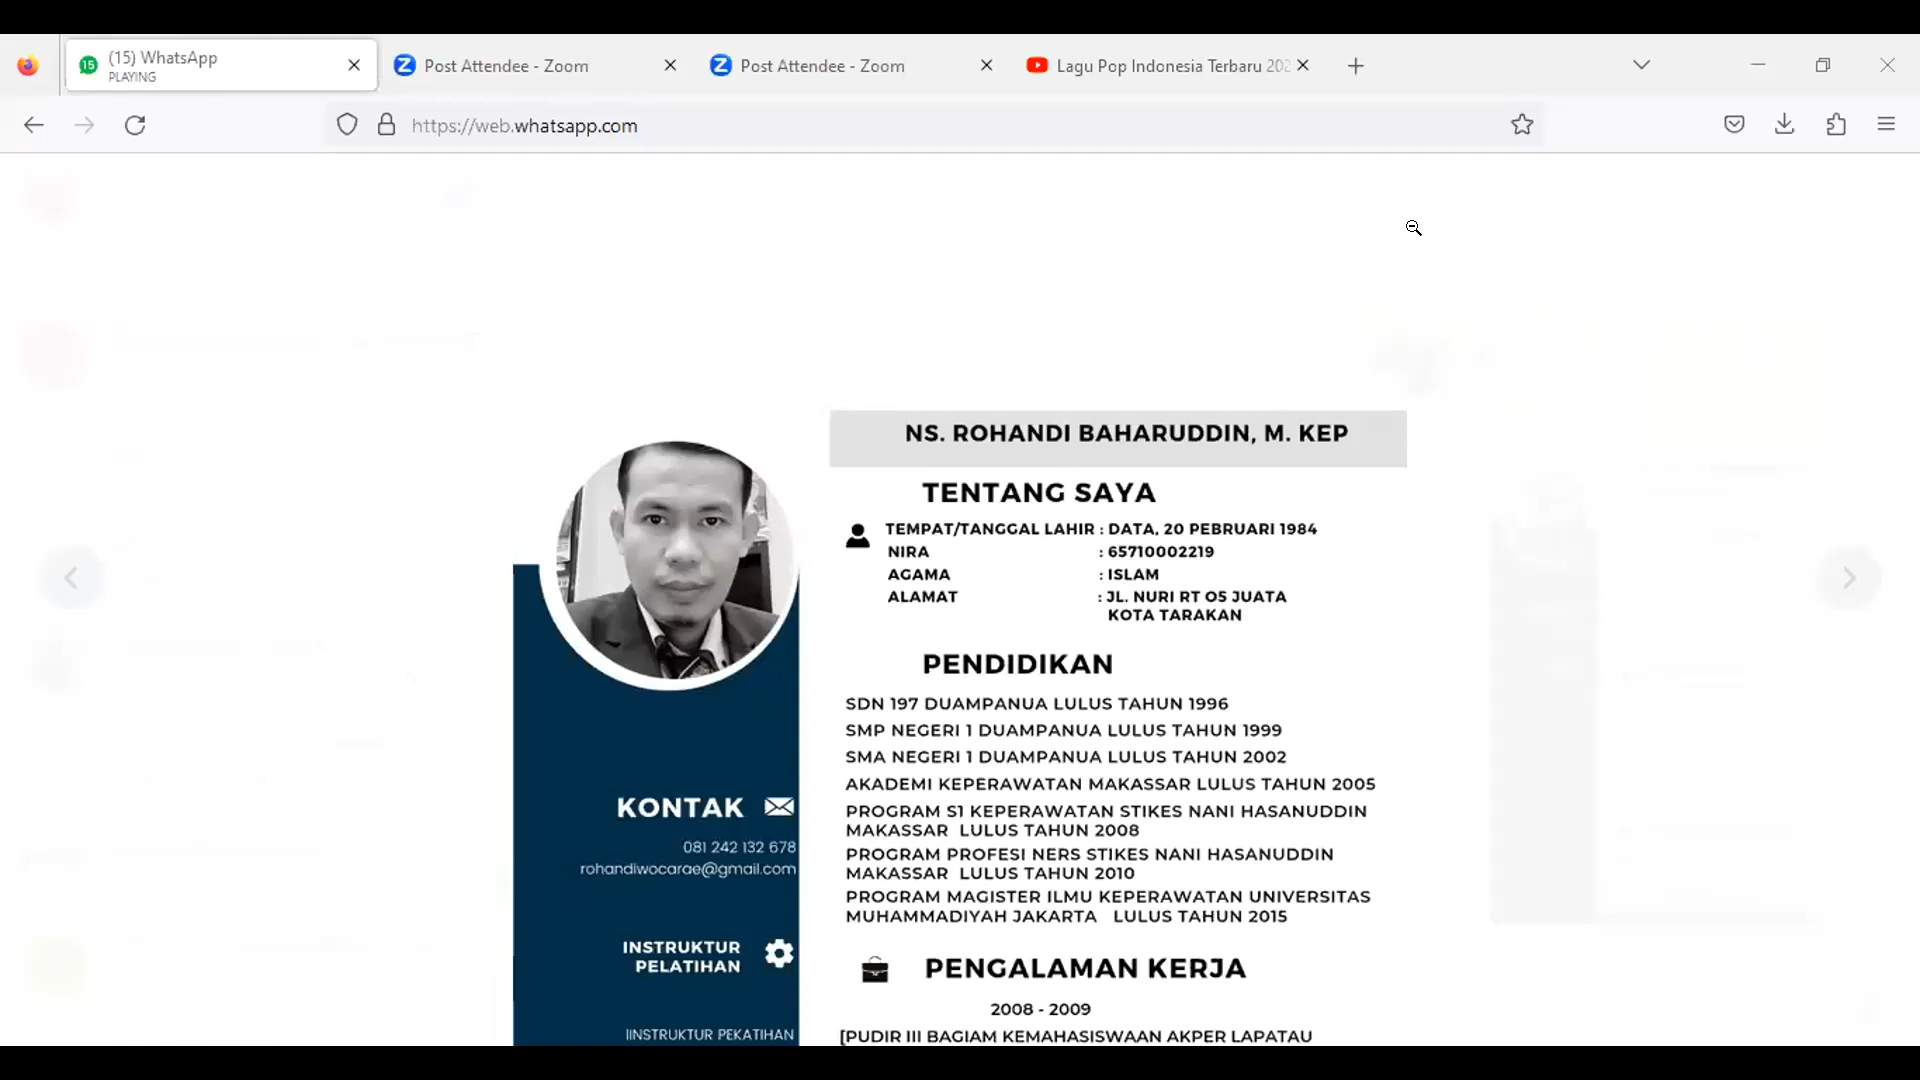 (15) WhatsApp
PLAYING
Post Attendee - Zoom
Post Attendee - Zoom
Lagu Pop Indonesia Terbaru 202
https://web.whatsapp.com
NS. ROHANDI BAHARUDDIN, M. KEP
TENTANG SAYA
TEMPAT/TANGGAL LAHIR : DATA, 20 PEBRUARI 1984
NIRA : 65710002219
AGAMA : ISLAM
ALAMAT : JL. NURI RT 05 JUATA
KOTA TARAKAN
PENDIDIKAN
SDN 197 DUAMPANUA LULUS TAHUN 1996
SMP NEGERI 1 DUAMPANUA LULUS TAHUN 1999
SMA NEGERI 1 DUAMPANUA LULUS TAHUN 2002
AKADEMI KEPERAWATAN MAKASSAR LULUS TAHUN 2005
PROGRAM S1 KEPERAWATAN STIKES NANI HASANUDDIN
MAKASSAR LULUS TAHUN 2008
PROGRAM PROFESI NERS STIKES NANI HASANUDDIN
MAKASSAR LULUS TAHUN 2010
PROGRAM MAGISTER ILMU KEPERAWATAN UNIVERSITAS
MUHAMMADIYAH JAKARTA LULUS TAHUN 2015
PENGALAMAN KERJA
2008 - 2009
[PUDIR III BAGIAM KEMAHASISWAAN AKPER LAPATAU
KONTAK
081 242 132 678
rohandiwocarae@gmail.com
INSTRUKTUR
PELATIHAN
IINSTRUKTUR PEKATIHAN